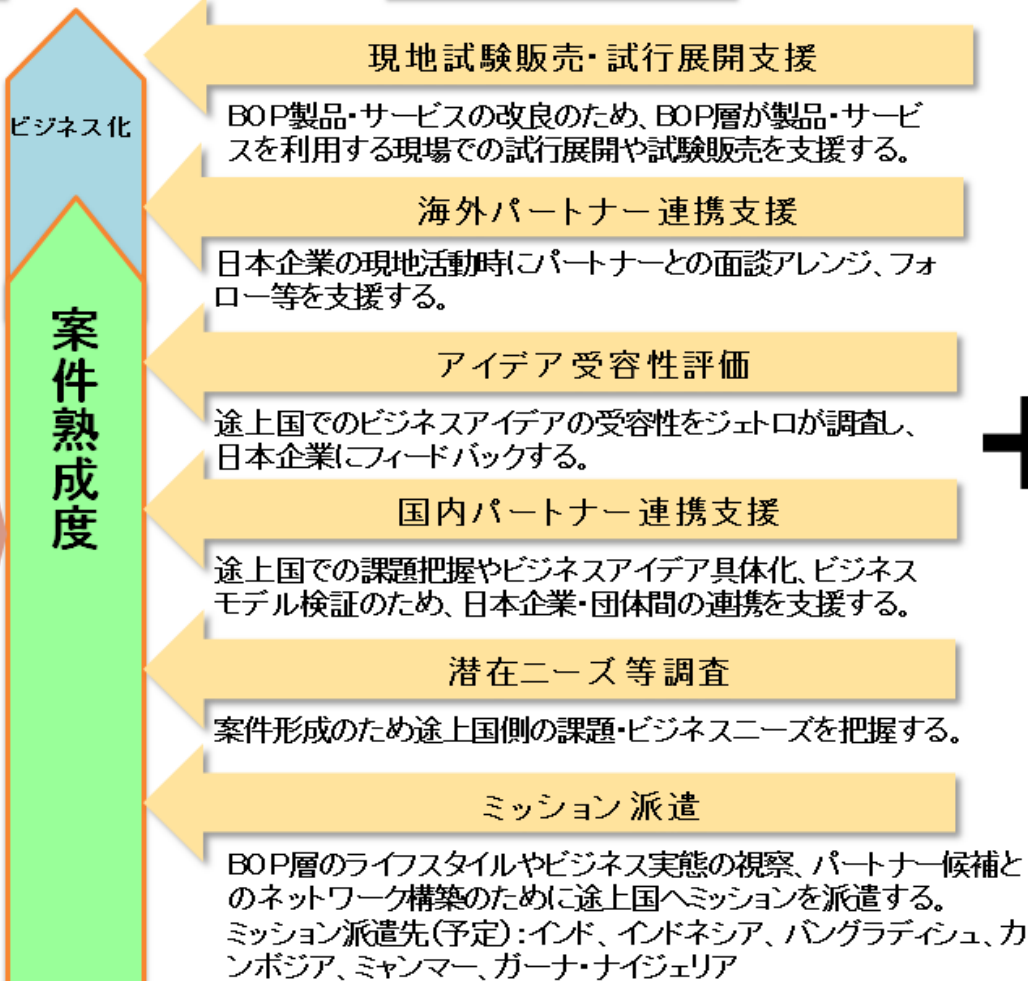 現地試験販売・試行展開支援
ビジネス化
BOP製品・サービスの改良のため、BOP層が製品・サービ
スを利用する現場での試行展開や試験販売を支援する。
海外パートナー連携支援
日本企業の現地活動時にパートナーとの面談アレンジ、フォ
ロー等を支援する。
案件熟成度
アイデア受容性評価
途上国でのビジネスアイデアの受容性をジェトロが調査し、
日本企業にフィードバックする。
国内パートナー連携支援
途上国での課題把握やビジネスアイデア具体化、ビジネス
モデル検証のため、日本企業・団体間の連携を支援する。
潜在ニーズ等調査
案件形成のため途上国側の課題・ビジネスニーズを把握する。
ミッション派遣
BOP層のライフスタイルやビジネス実態の視察、パートナー候補と
のネットワーク構築のために途上国へミッションを派遣する。
ミッション派遣先(予定):インド、インドネシア、バングラディシュ、カ
ンボジア、ミャンマー、ガーナ・ナイジェリア